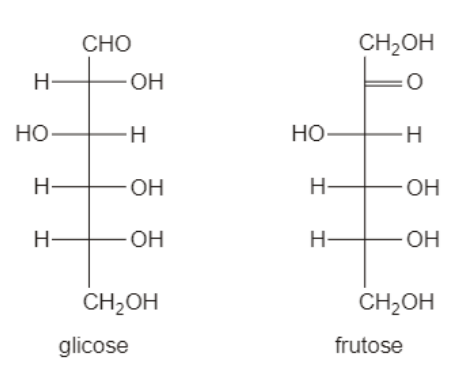 CHO
H OH
HO H
H OH
H OH
CH₂OH
glicose
CH₂OH
O
HO H
H OH
H OH
CH₂OH
frutose